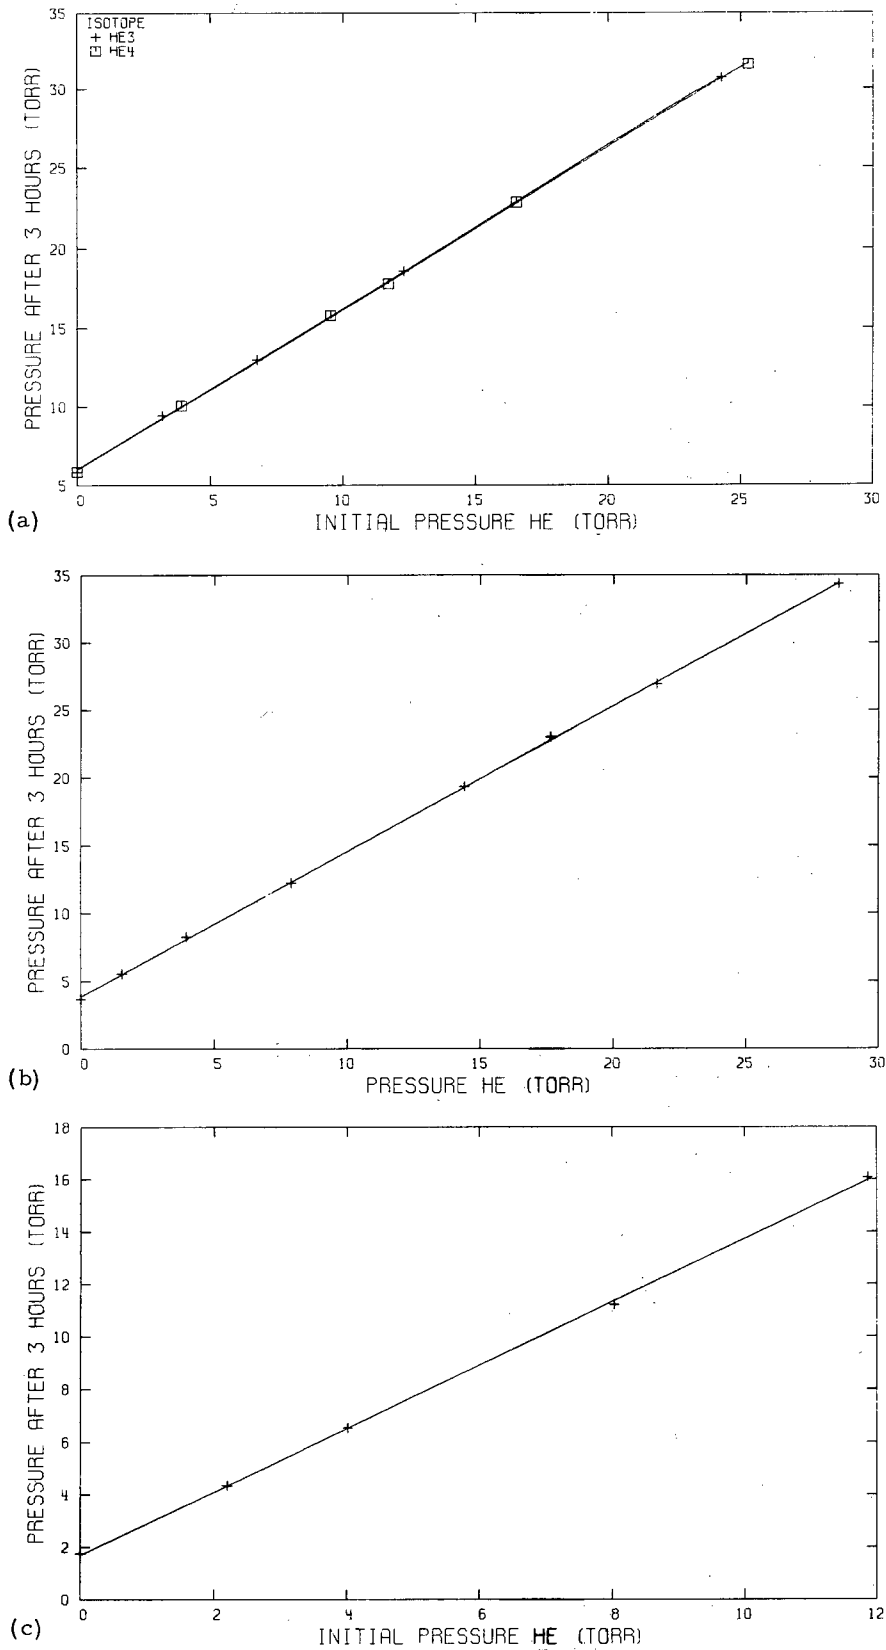 ISOTOPE
+ HE3
HE4
35
30
25
20
15
10
5
0 5 10 15 20 25 30
PRESSURE AFTER 3 HOURS (TORR)
INITIAL PRESSURE HE (TORR)
(a)
35
30
25
20
15
10
5
0
0 5 10 15 20 25 30
PRESSURE AFTER 3 HOURS (TORR)
PRESSURE HE (TORR)
(b)
18
16
14
12
10
8
6
4
2
0
0 2 4 6 8 10 12
PRESSURE AFTER 3 HOURS (TORR)
INITIAL PRESSURE HE (TORR)
(c)